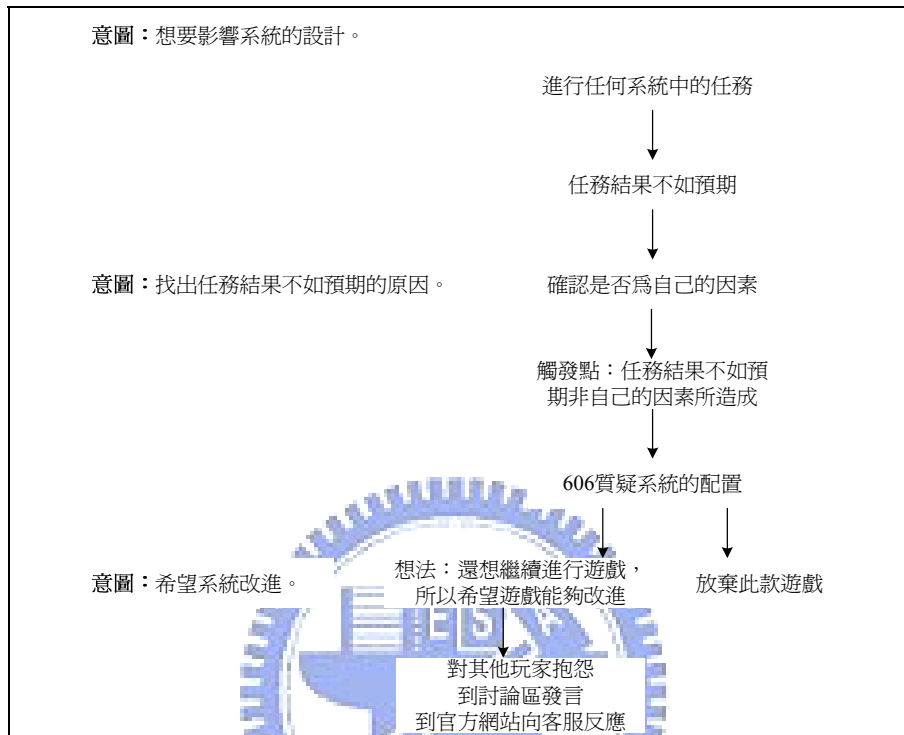 意圖：想要影響系統的設計。
進行任何系統中的任務
任務結果不如預期
意圖：找出任務結果不如預期的原因。
確認是否爲自己的因素
觸發點：任務結果不如預
期非自己的因素所造成
606質疑系統的配置
意圖：希望系統改進。
想法：還想繼續進行遊戲，
所以希望遊戲能夠改進
放棄此款遊戲
ES
對其他玩家抱怨
到討論區發言
到官方網站向客服反應